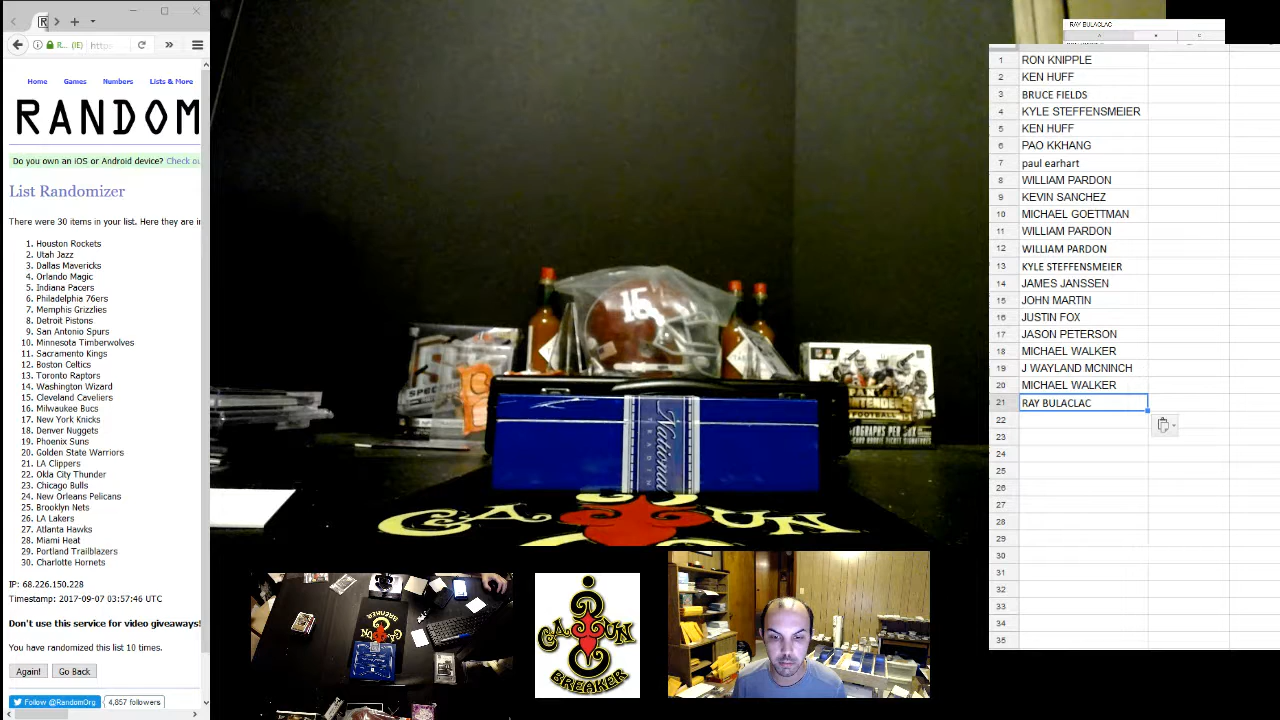 R
R... (IE)
https
Home Games Numbers Lists & More
RANDOM
Do you own an iOS or Android device? Check ou
List Randomizer
There were 30 items in your list. Here they are i
1. Houston Rockets
2. Utah Jazz
3. Dallas Mavericks
4. Orlando Magic
5. Indiana Pacers
6. Philadelphia 76ers
7. Memphis Grizzlies
8. Detroit Pistons
9. San Antonio Spurs
10. Minnesota Timberwolves
11. Sacramento Kings
12. Boston Celtics
13. Toronto Raptors
14. Washington Wizard
15. Cleveland Caveliers
16. Milwaukee Bucs
17. New York Knicks
18. Denver Nuggets
19. Phoenix Suns
20. Golden State Warriors
21. LA Clippers
22. Okla City Thunder
23. Chicago Bulls
24. New Orleans Pelicans
25. Brooklyn Nets
26. LA Lakers
27. Atlanta Hawks
28. Miami Heat
29. Portland Trailblazers
30. Charlotte Hornets
IP: 68.226.150.228
Timestamp: 2017-09-07 03:57:46 UTC
Don't use this service for video giveaways!
You have randomized this list 10 times.
Again! Go Back
Follow @RandomOrg 4,857 followers
15
National
CAJUN
CAJUN
BREAKER
FOOTBALL
RAY BULACLAC
A B C
1 RON KNIPPLE
2 KEN HUFF
3 BRUCE FIELDS
4 KYLE STEFFENSMEIER
5 KEN HUFF
6 PAO KKHANG
7 paul earhart
8 WILLIAM PARDON
9 KEVIN SANCHEZ
10 MICHAEL GOETTMAN
11 WILLIAM PARDON
12 WILLIAM PARDON
13 KYLE STEFFENSMEIER
14 JAMES JANSSEN
15 JOHN MARTIN
16 JUSTIN FOX
17 JASON PETERSON
18 MICHAEL WALKER
19 J WAYLAND MCNINCH
20 MICHAEL WALKER
21 RAY BULACLAC
22
23
24
25
26
27
28
29
30
31
32
33
34
35